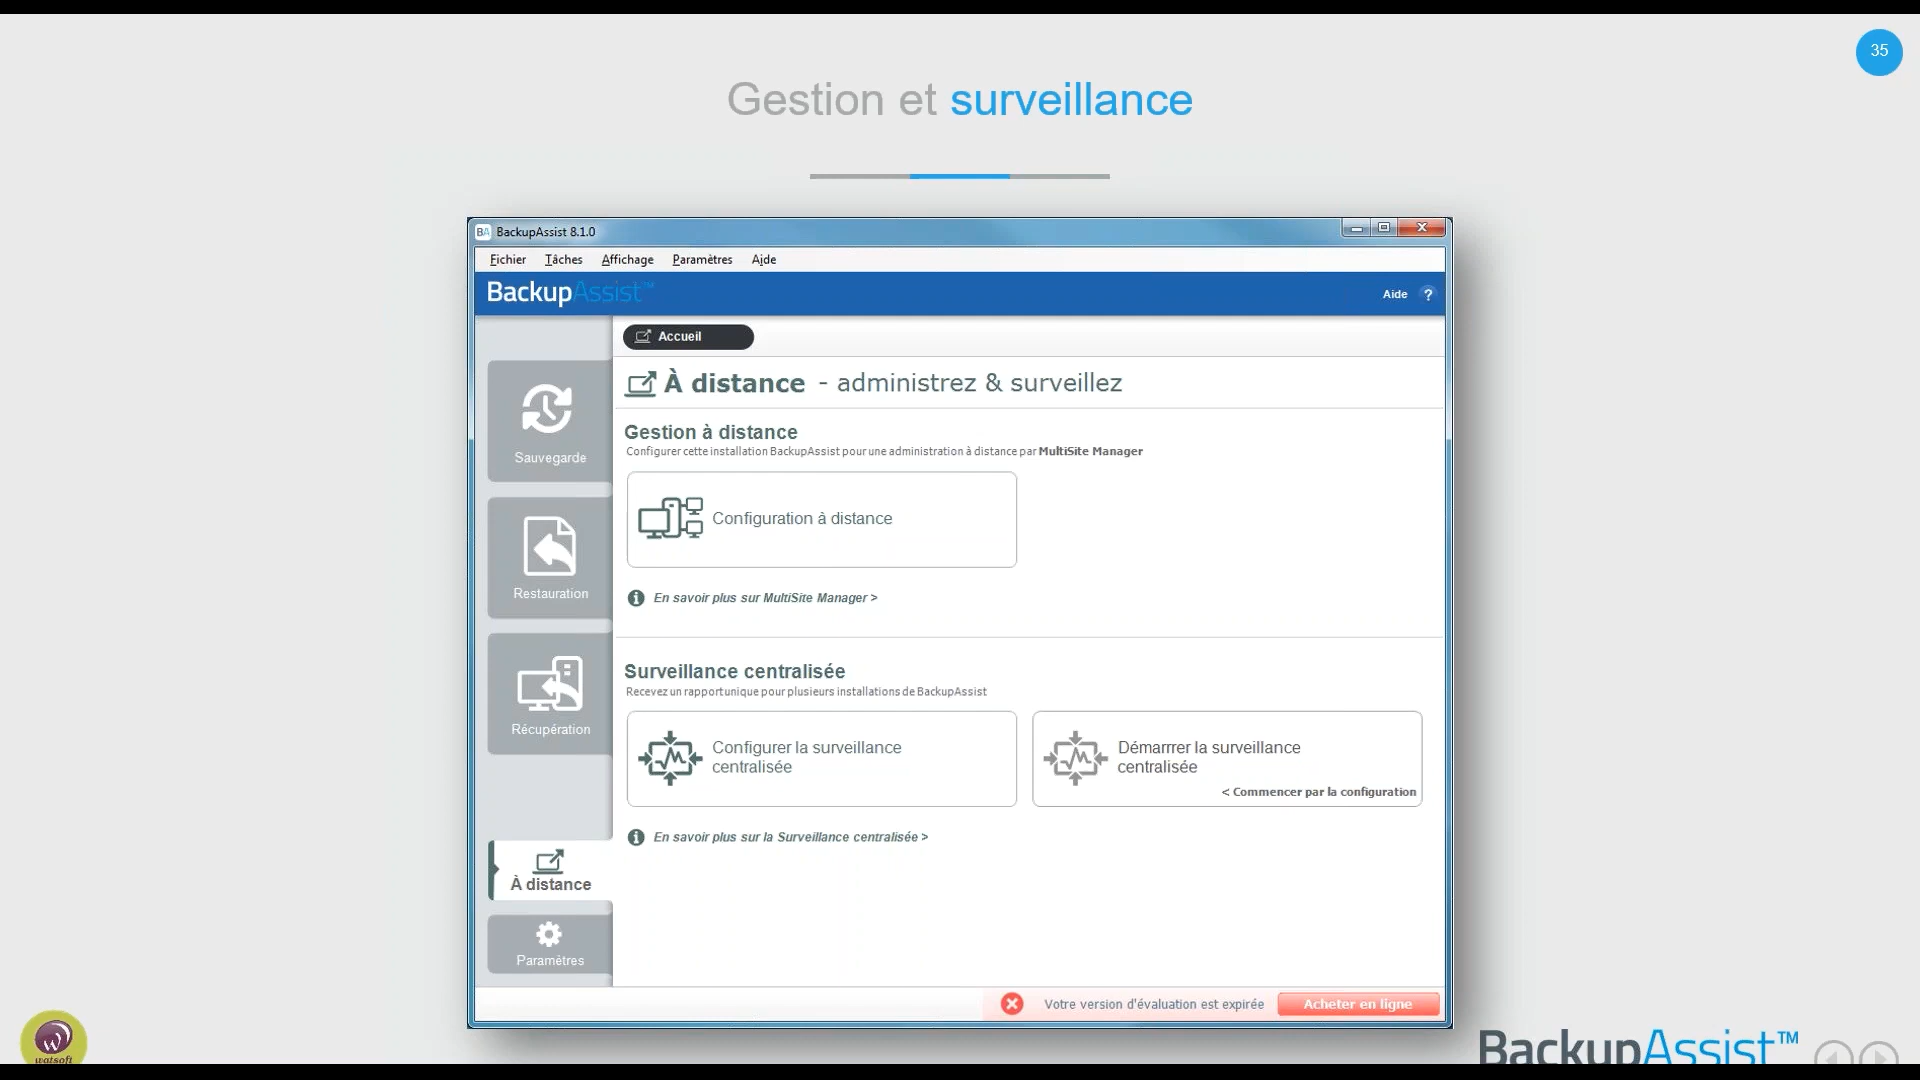 35
Gestion et surveillance
BA BackupAssist 8.1.0
Fichier Tâches Affichage Paramètres Aide
BackupAssist™
Aide ?
Accueil
À distance - administrez & surveillez
Gestion à distance
Configurer cette installation BackupAssist pour une administration à distance par MultiSite Manager
Configuration à distance
En savoir plus sur MultiSite Manager >
Surveillance centralisée
Recevez un rapport unique pour plusieurs installations de BackupAssist
Configurer la surveillance
centralisée
Démarrrer la surveillance
centralisée
< Commencer par la configuration
En savoir plus sur la Surveillance centralisée >
Sauvegarde
Restauration
Récupération
À distance
Paramètres
Votre version d'évaluation est expirée
Acheter en ligne
watsoft
BackupAssist™